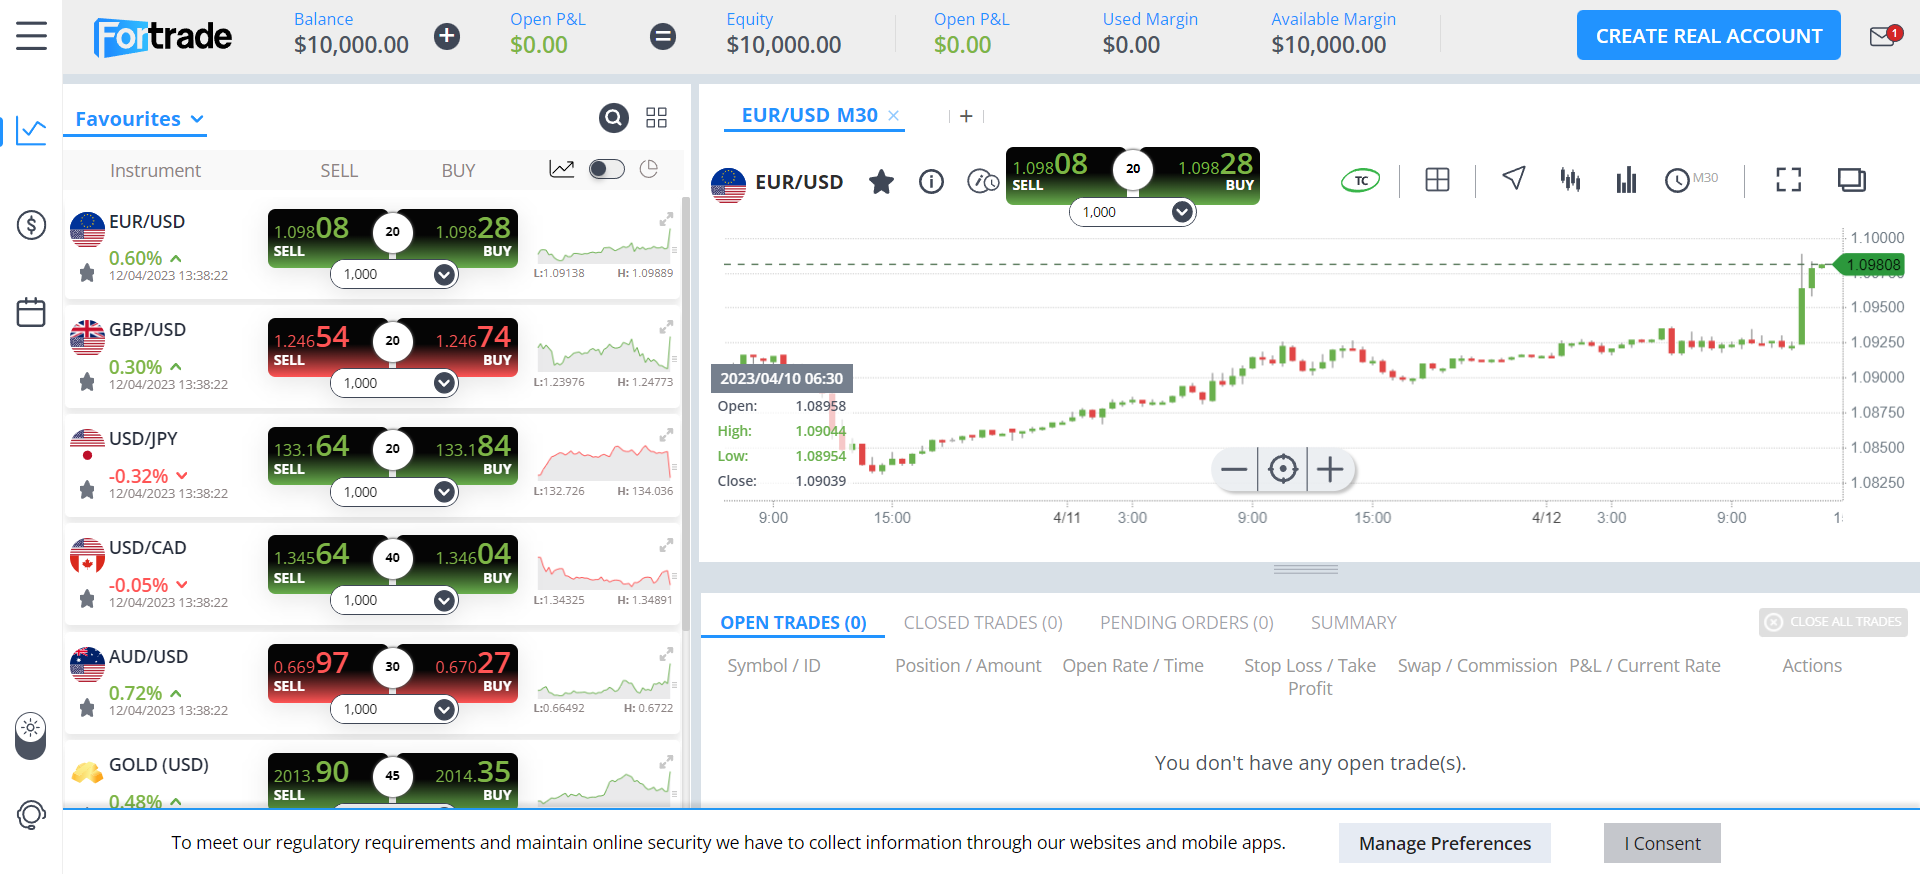 Fortrade
Balance
$10,000.00
Open P&L
$0.00
Equity
$10,000.00
Open P&L
$0.00
Used Margin
$0.00
Available Margin
$10,000.00
CREATE REAL ACCOUNT
1
Favourites
Instrument SELL BUY
EUR/USD
0.60%
12/04/2023 13:38:22
1.09808 20 1.09828
SELL BUY
1,000
L:1.09138 H: 1.09889
GBP/USD
0.30%
12/04/2023 13:38:22
1.24654 20 1.24674
SELL BUY
1,000
L:1.23976 H: 1.24773
USD/JPY
-0.32%
12/04/2023 13:38:22
133.164 20 133.184
SELL BUY
1,000
L:132.726 H: 134.036
USD/CAD
-0.05%
12/04/2023 13:38:22
1.34564 40 1.34604
SELL BUY
1,000
L:1.34325 H: 1.34891
AUD/USD
0.72%
12/04/2023 13:38:22
0.66997 30 0.67027
SELL BUY
1,000
L:0.66492 H: 0.6722
GOLD (USD)
0.48%
2013.90 45 2014.35
SELL BUY
EUR/USD M30
EUR/USD
1.09808 20 1.09828
SELL BUY
1,000
TC
M30
1.10000
1.09808
1.09500
1.09250
1.09000
1.08750
1.08500
1.08250
2023/04/10 06:30
Open: 1.08958
High: 1.09044
Low: 1.08954
Close: 1.09039
9:00 15:00 4/11 3:00 9:00 15:00 4/12 3:00 9:00
OPEN TRADES (0) CLOSED TRADES (0) PENDING ORDERS (0) SUMMARY
CLOSE ALL TRADES
Symbol / ID Position / Amount Open Rate / Time Stop Loss / Take Profit Swap / Commission P&L / Current Rate Actions
You don't have any open trade(s).
To meet our regulatory requirements and maintain online security we have to collect information through our websites and mobile apps.
Manage Preferences
I Consent